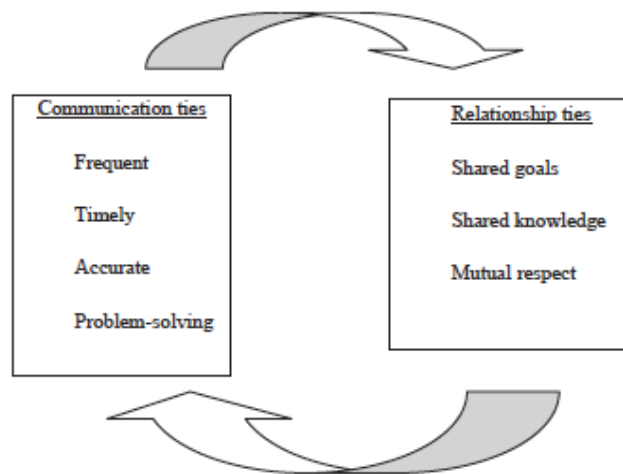 Communication ties
Frequent
Timely
Accurate
Problem-solving
Relationship ties
Shared goals
Shared knowledge
Mutual respect